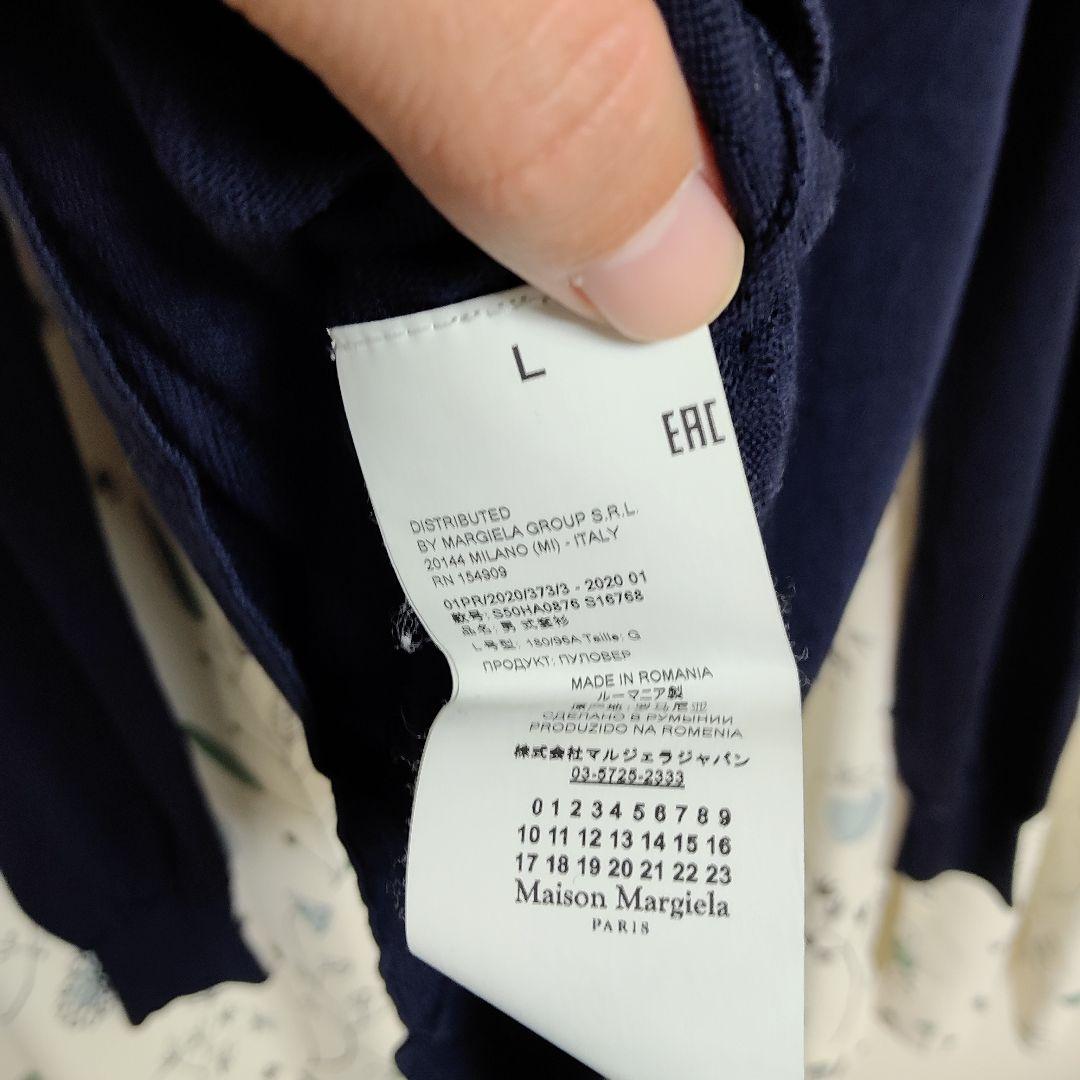 L
EAC
DISTRIBUTED
BY MARGIELA GROUP S.R.L.
20144 MILANO (MI) - ITALY
RN 154909
01PR/2020/373/3 - 2020 01
款号: S50HA0876 S16768
品名: 男 式套衫
L 号型: 180/96A Taille: G
ПРОДУКТ: ПУЛОВЕР
MADE IN ROMANIA
ルーマニア製
原产地: 罗马尼亚
СДЕЛАНО В РУМЫНИИ
PRODUZIDO NA ROMENIA
株式会社マルジェラジャパン
03-5725-2333
0 1 2 3 4 5 6 7 8 9
10 11 12 13 14 15 16
17 18 19 20 21 22 23
Maison Margiela
PARIS